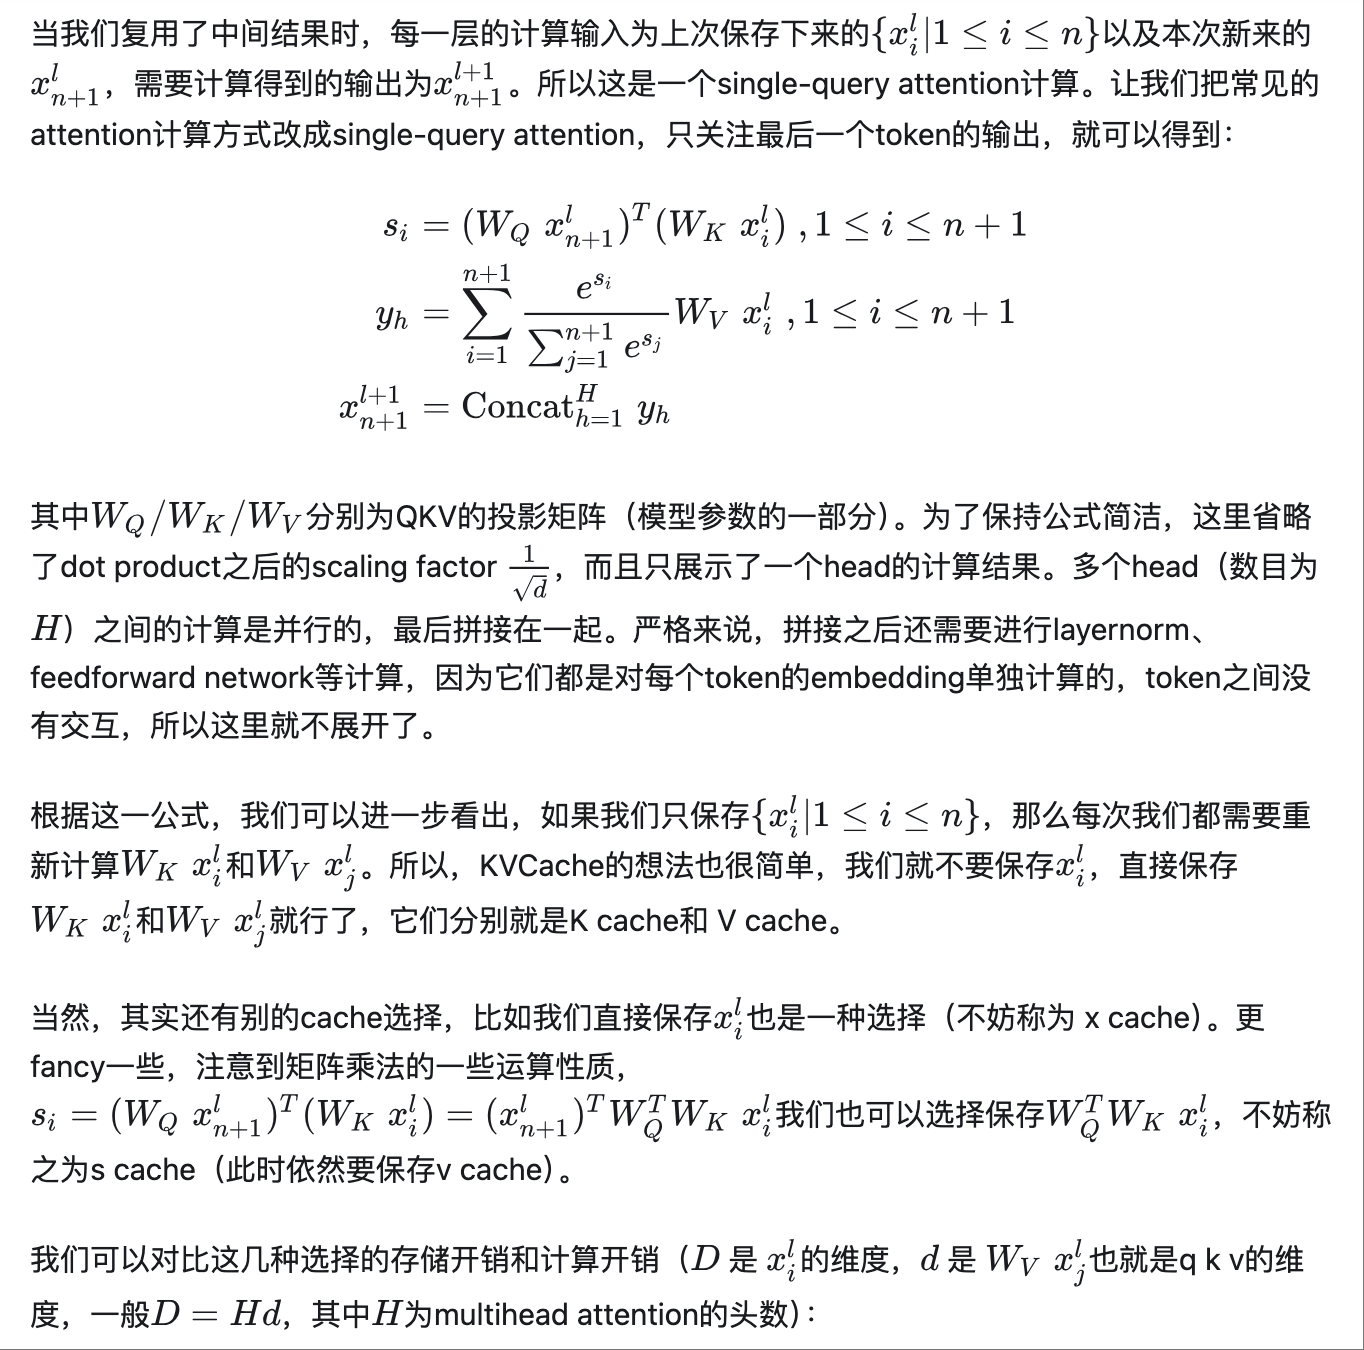 当我们复用了中间结果时，每一层的计算输入为上次保存下来的$\{x_i^l|1 \leq i \leq n\}$以及本次新来的
$x_{n+1}^l$，需要计算得到的输出为$x_{n+1}^{l+1}$。所以这是一个single-query attention计算。让我们把常见的
attention计算方式改成single-query attention，只关注最后一个token的输出，就可以得到：
$s_i = (W_Q\ x_{n+1}^l)^T(W_K\ x_i^l)\ , 1 \leq i \leq n+1$
$y_h = \sum_{i=1}^{n+1} \frac{e^{s_i}}{\sum_{j=1}^{n+1} e^{s_j}} W_V\ x_i^l\ , 1 \leq i \leq n+1$
$x_{n+1}^{l+1} = \text{Concat}_{h=1}^H\ y_h$
其中$W_Q/W_K/W_V$分别为QKV的投影矩阵（模型参数的一部分）。为了保持公式简洁，这里省略
了dot product之后的scaling factor $\frac{1}{\sqrt{d}}$，而且只展示了一个head的计算结果。多个head（数目为
$H$）之间的计算是并行的，最后拼接在一起。严格来说，拼接之后还需要进行layernorm、
feedforward network等计算，因为它们都是对每个token的embedding单独计算的，token之间没
有交互，所以这里就不展开了。
根据这一公式，我们可以进一步看出，如果我们只保存$\{x_i^l|1 \leq i \leq n\}$，那么每次我们都需要重
新计算$W_K\ x_i^l$和$W_V\ x_j^l$。所以，KVCache的想法也很简单，我们就不要保存$x_i^l$，直接保存
$W_K\ x_i^l$和$W_V\ x_j^l$就行了，它们分别就是K cache和 V cache。
当然，其实还有别的cache选择，比如我们直接保存$x_i^l$也是一种选择（不妨称为 x cache）。更
fancy一些，注意到矩阵乘法的一些运算性质，
$s_i = (W_Q\ x_{n+1}^l)^T(W_K\ x_i^l) = (x_{n+1}^l)^T W_Q^T W_K\ x_i^l$我们也可以选择保存$W_Q^T W_K\ x_i^l$，不妨称
之为s cache（此时依然要保存v cache）。
我们可以对比这几种选择的存储开销和计算开销（$D$ 是 $x_i^l$的维度，$d$ 是 $W_V\ x_j^l$也就是q k v的维
度，一般$D = Hd$，其中$H$为multihead attention的头数）：